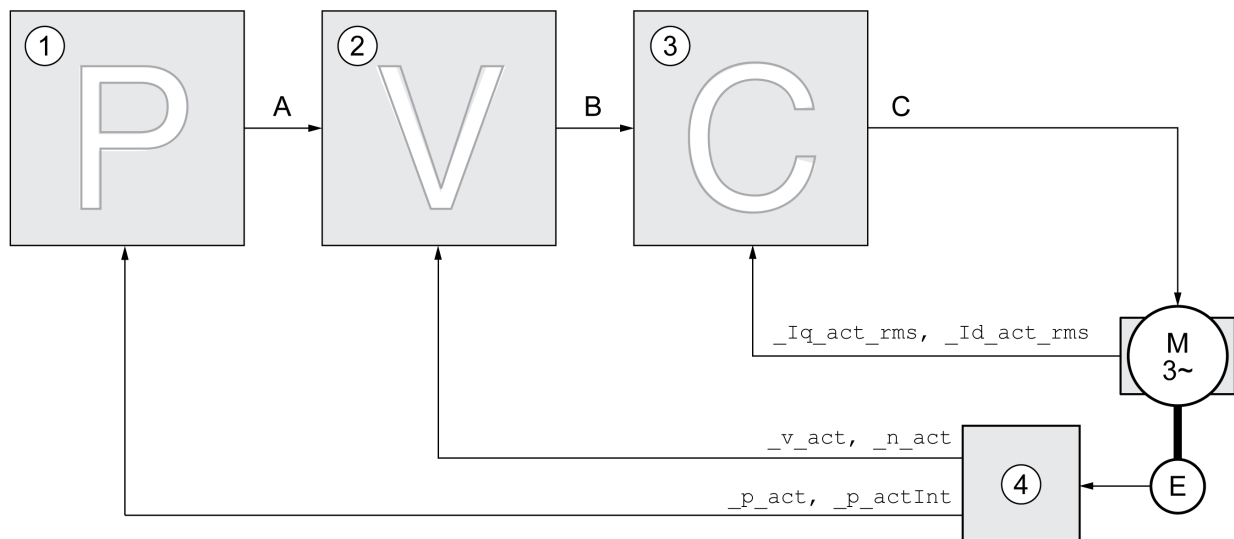 1
P
A
2
V
B
3
C
C
_Iq_act_rms, _Id_act_rms
M
3~
_v_act, _n_act
_p_act, _p_actInt
4
E